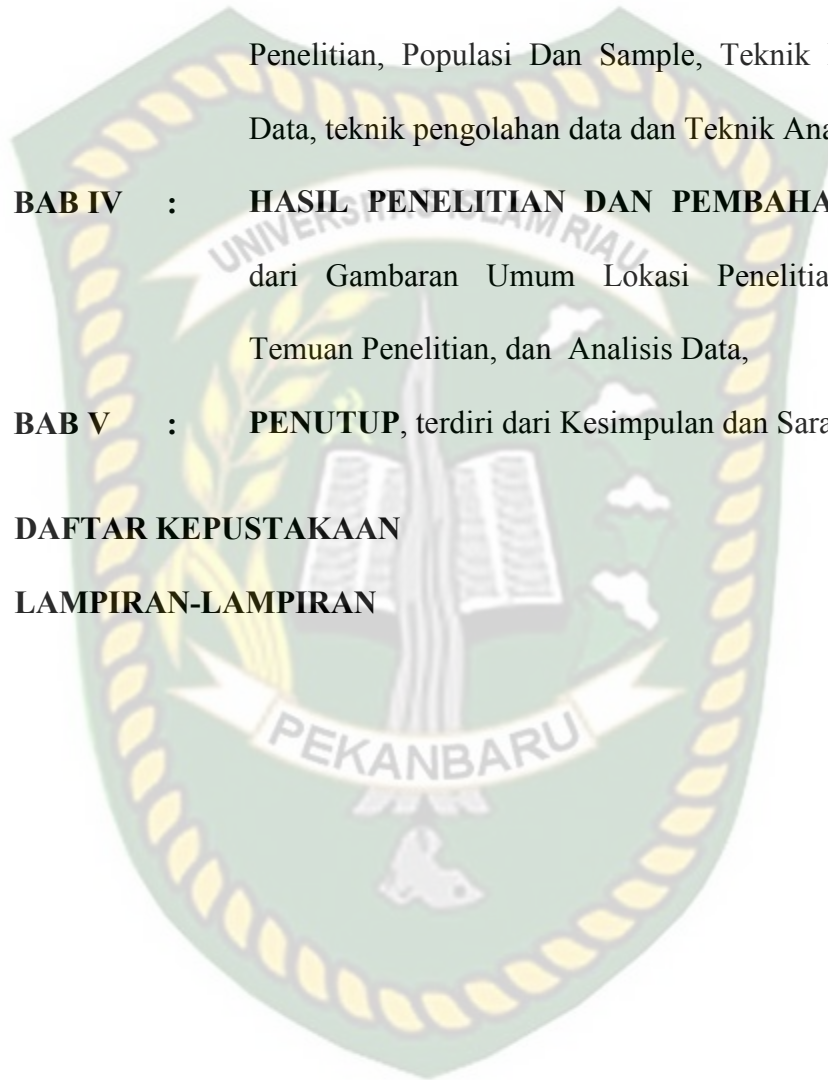 Penelitian, Populasi Dan Sample, Teknik
Data, teknik pengolahan data dan Teknik
BAB IV : HASIL PENELITIAN DAN
dari Gambaran Umum Lokasi
Temuan Penelitian, dan Analisis Data,
BAB V : PENUTUP, terdiri dari Kesimpulan dan
DAFTAR KEPUSTAKAAN
LAMPIRAN-LAMPIRAN
UNIVERSITAS ISLAM RIAU
PEKANBARU